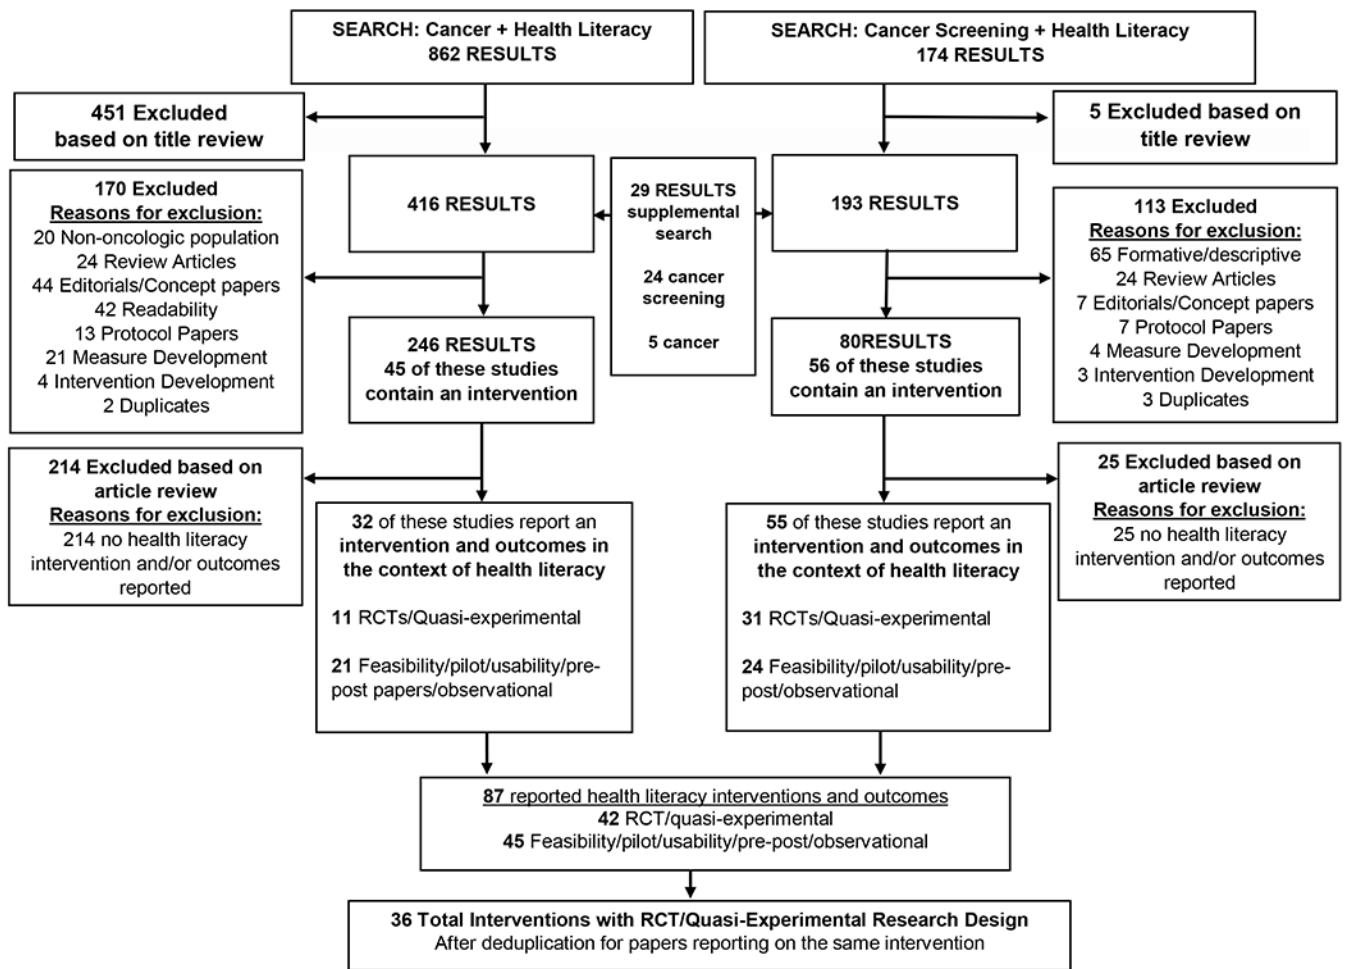 SEARCH: Cancer + Health Literacy
862 RESULTS
SEARCH: Cancer Screening + Health Literacy
174 RESULTS
451 Excluded
based on title review
5 Excluded based on
title review
416 RESULTS
29 RESULTS
supplemental
search
24 cancer
screening
5 cancer
193 RESULTS
170 Excluded
Reasons for exclusion:
20 Non-oncologic population
24 Review Articles
44 Editorials/Concept papers
42 Readability
13 Protocol Papers
21 Measure Development
4 Intervention Development
2 Duplicates
113 Excluded
Reasons for exclusion:
65 Formative/descriptive
24 Review Articles
7 Editorials/Concept papers
7 Protocol Papers
4 Measure Development
3 Intervention Development
3 Duplicates
246 RESULTS
45 of these studies
contain an intervention
80RESULTS
56 of these studies
contain an intervention
214 Excluded based on
article review
Reasons for exclusion:
214 no health literacy
intervention and/or outcomes
reported
25 Excluded based on
article review
Reasons for exclusion:
25 no health literacy
intervention and/or outcomes
reported
32 of these studies report an
intervention and outcomes in
the context of health literacy
11 RCTs/Quasi-experimental
21 Feasibility/pilot/usability/pre-
post papers/observational
55 of these studies report an
intervention and outcomes in
the context of health literacy
31 RCTs/Quasi-experimental
24 Feasibility/pilot/usability/pre-
post/observational
87 reported health literacy interventions and outcomes
42 RCT/quasi-experimental
45 Feasibility/pilot/usability/pre-post/observational
36 Total Interventions with RCT/Quasi-Experimental Research Design
After deduplication for papers reporting on the same intervention